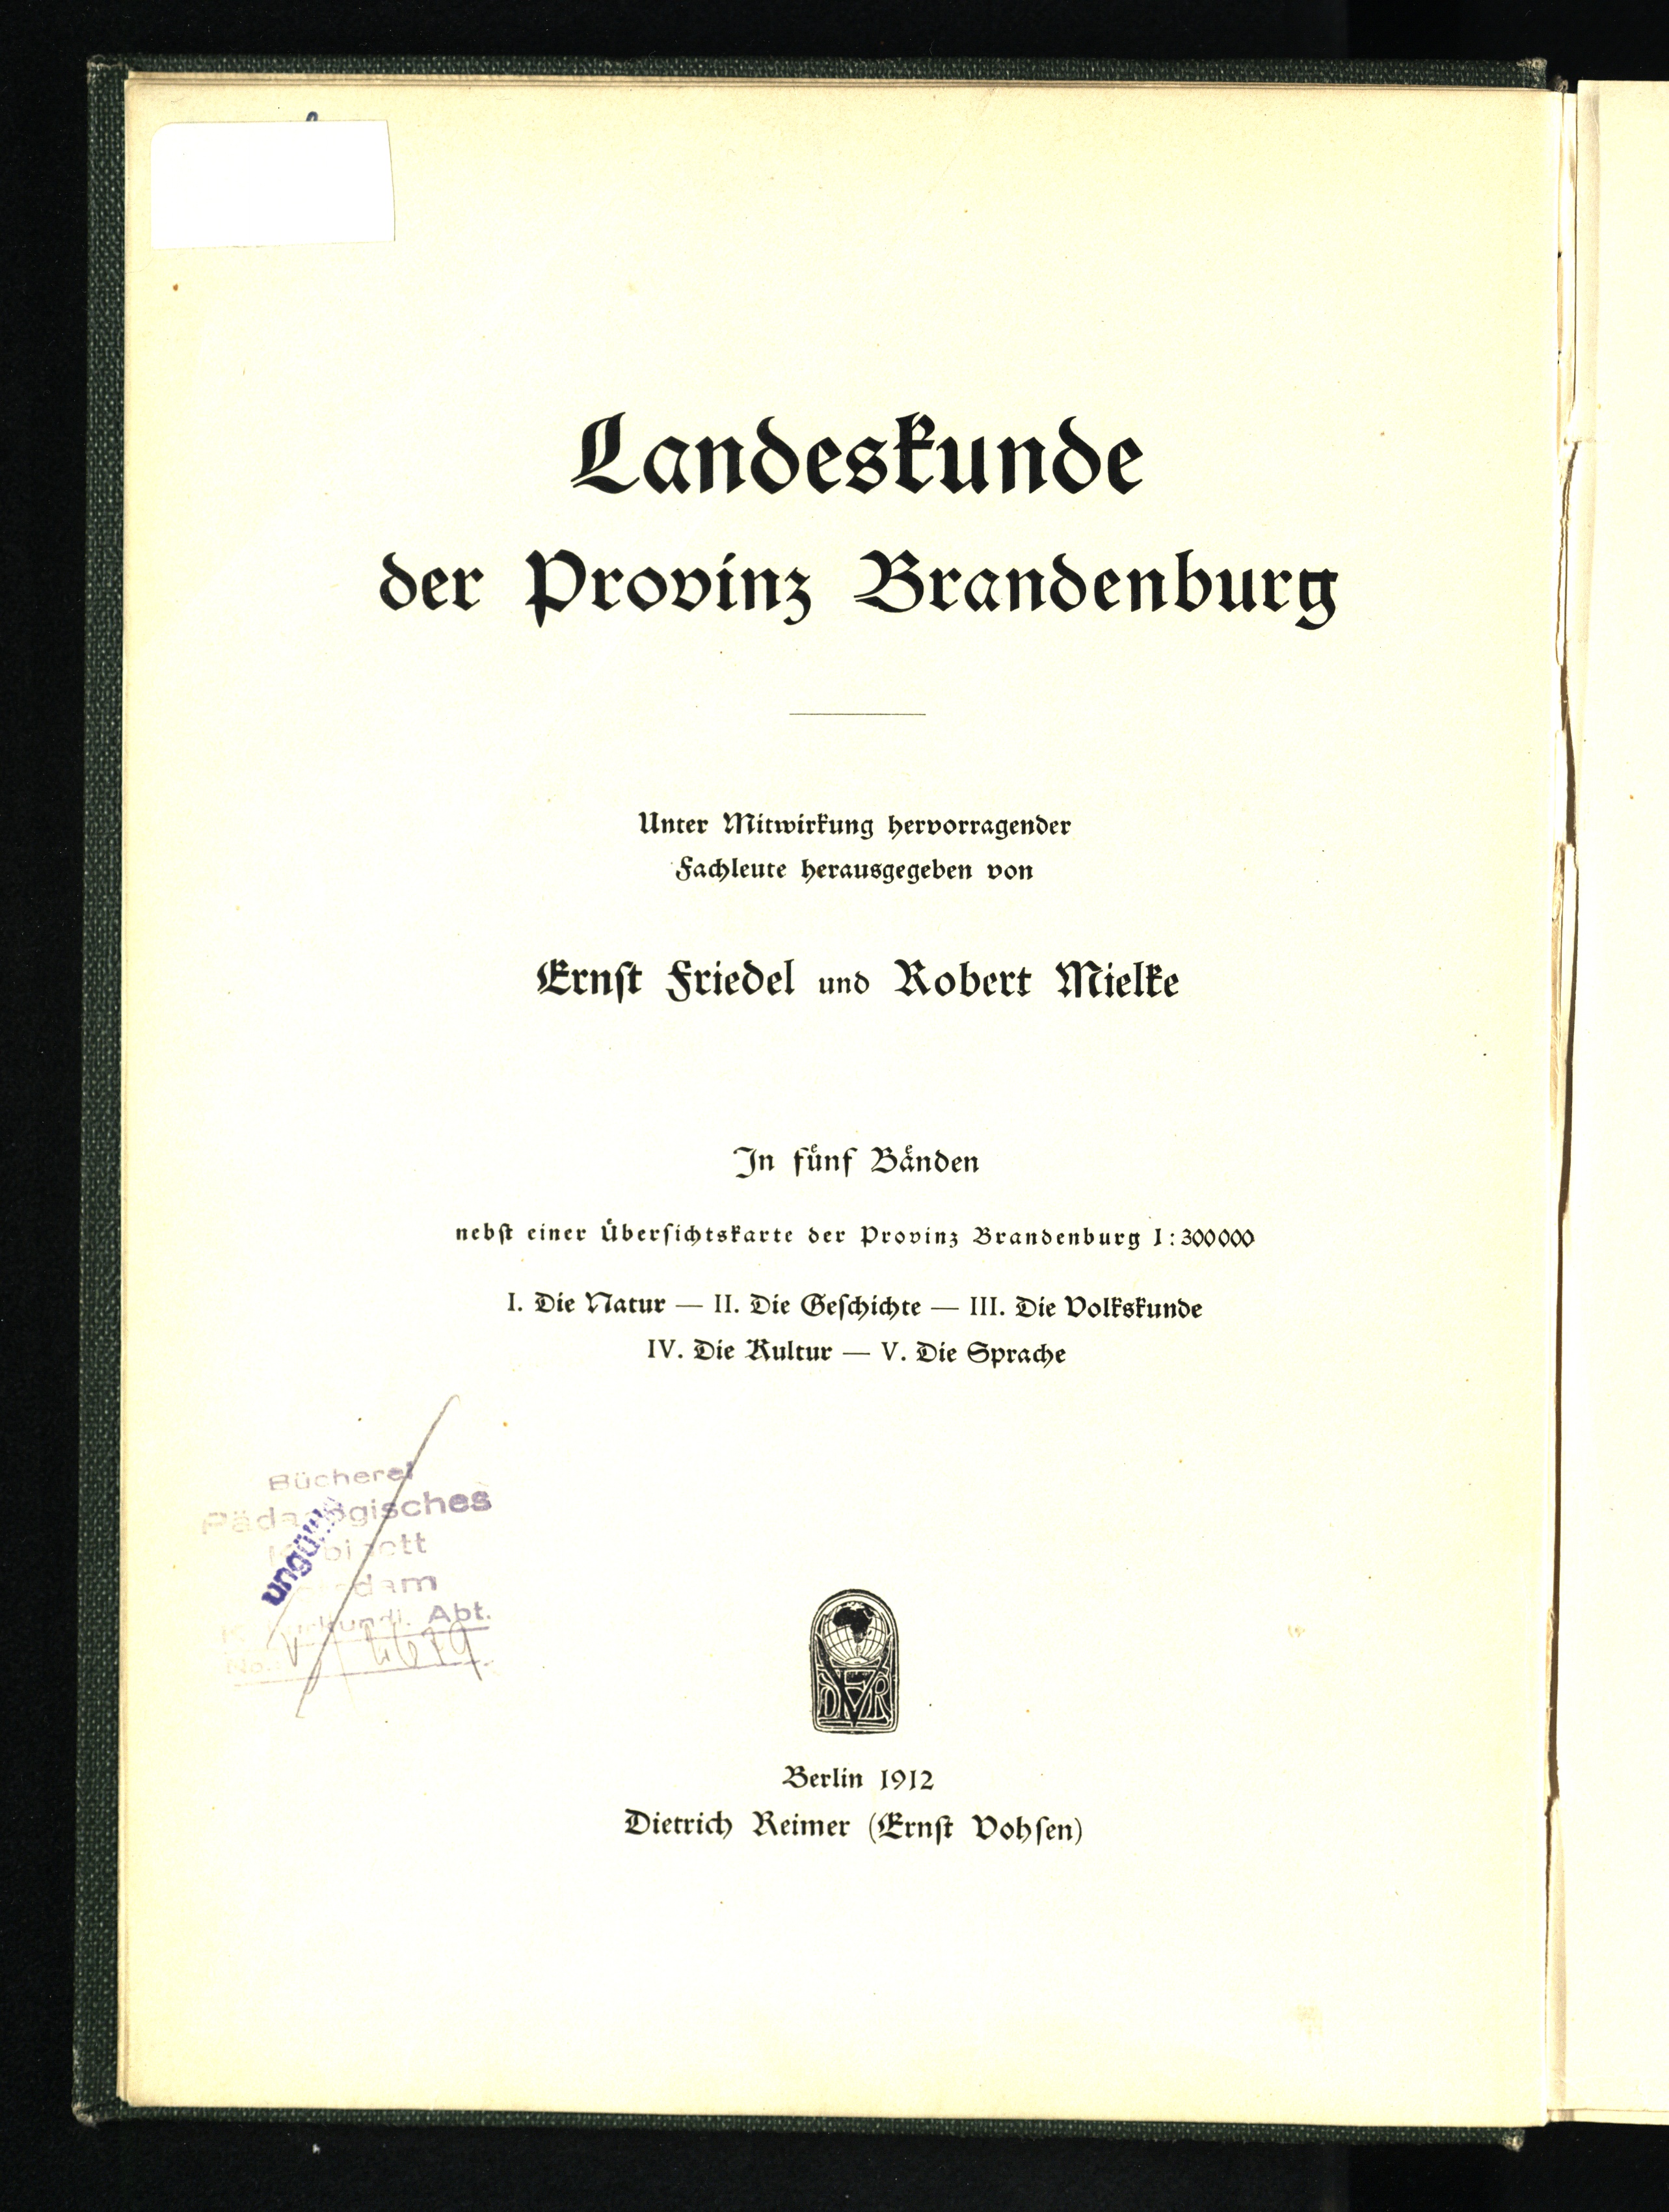 Landeskunde
der Provinz Brandenburg
Unter Mitwirkung hervorragender
Fachleute herausgegeben von
Ernſt Friedel und Robert Mielke
In fünf Bänden
nebſt einer Überſichtskarte der Provinz Brandenburg 1:300000
I. Die Natur — II. Die Geſchichte — III. Die Volkskunde
IV. Die Kultur — V. Die Sprache
Bücherei
Pädagogisches
ungültig
Abt.
No.
DER
Berlin 1912
Dietrich Reimer (Ernſt Vohſen)